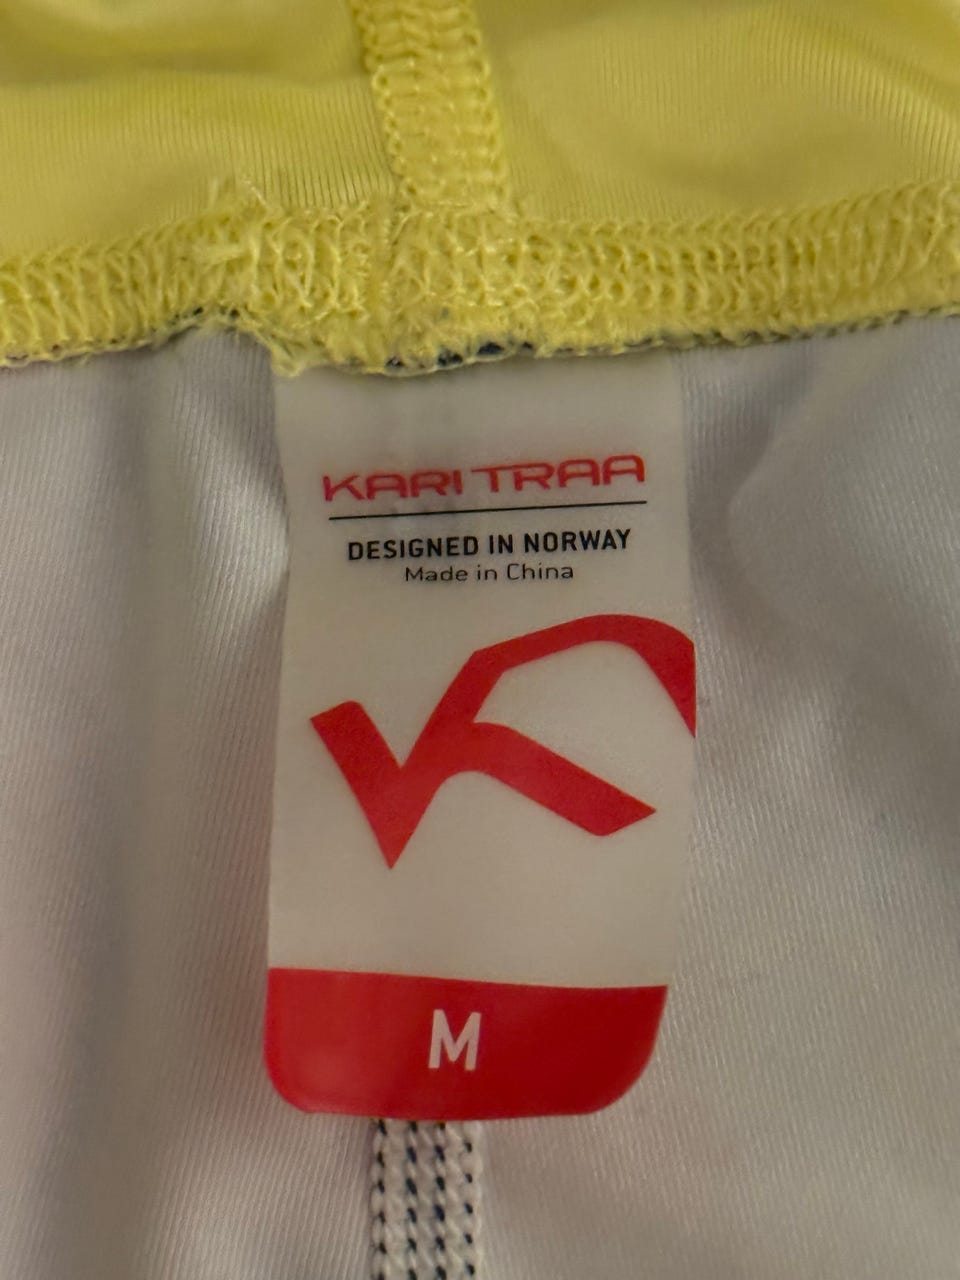 KARI TRAA
DESIGNED IN NORWAY
Made in China
M